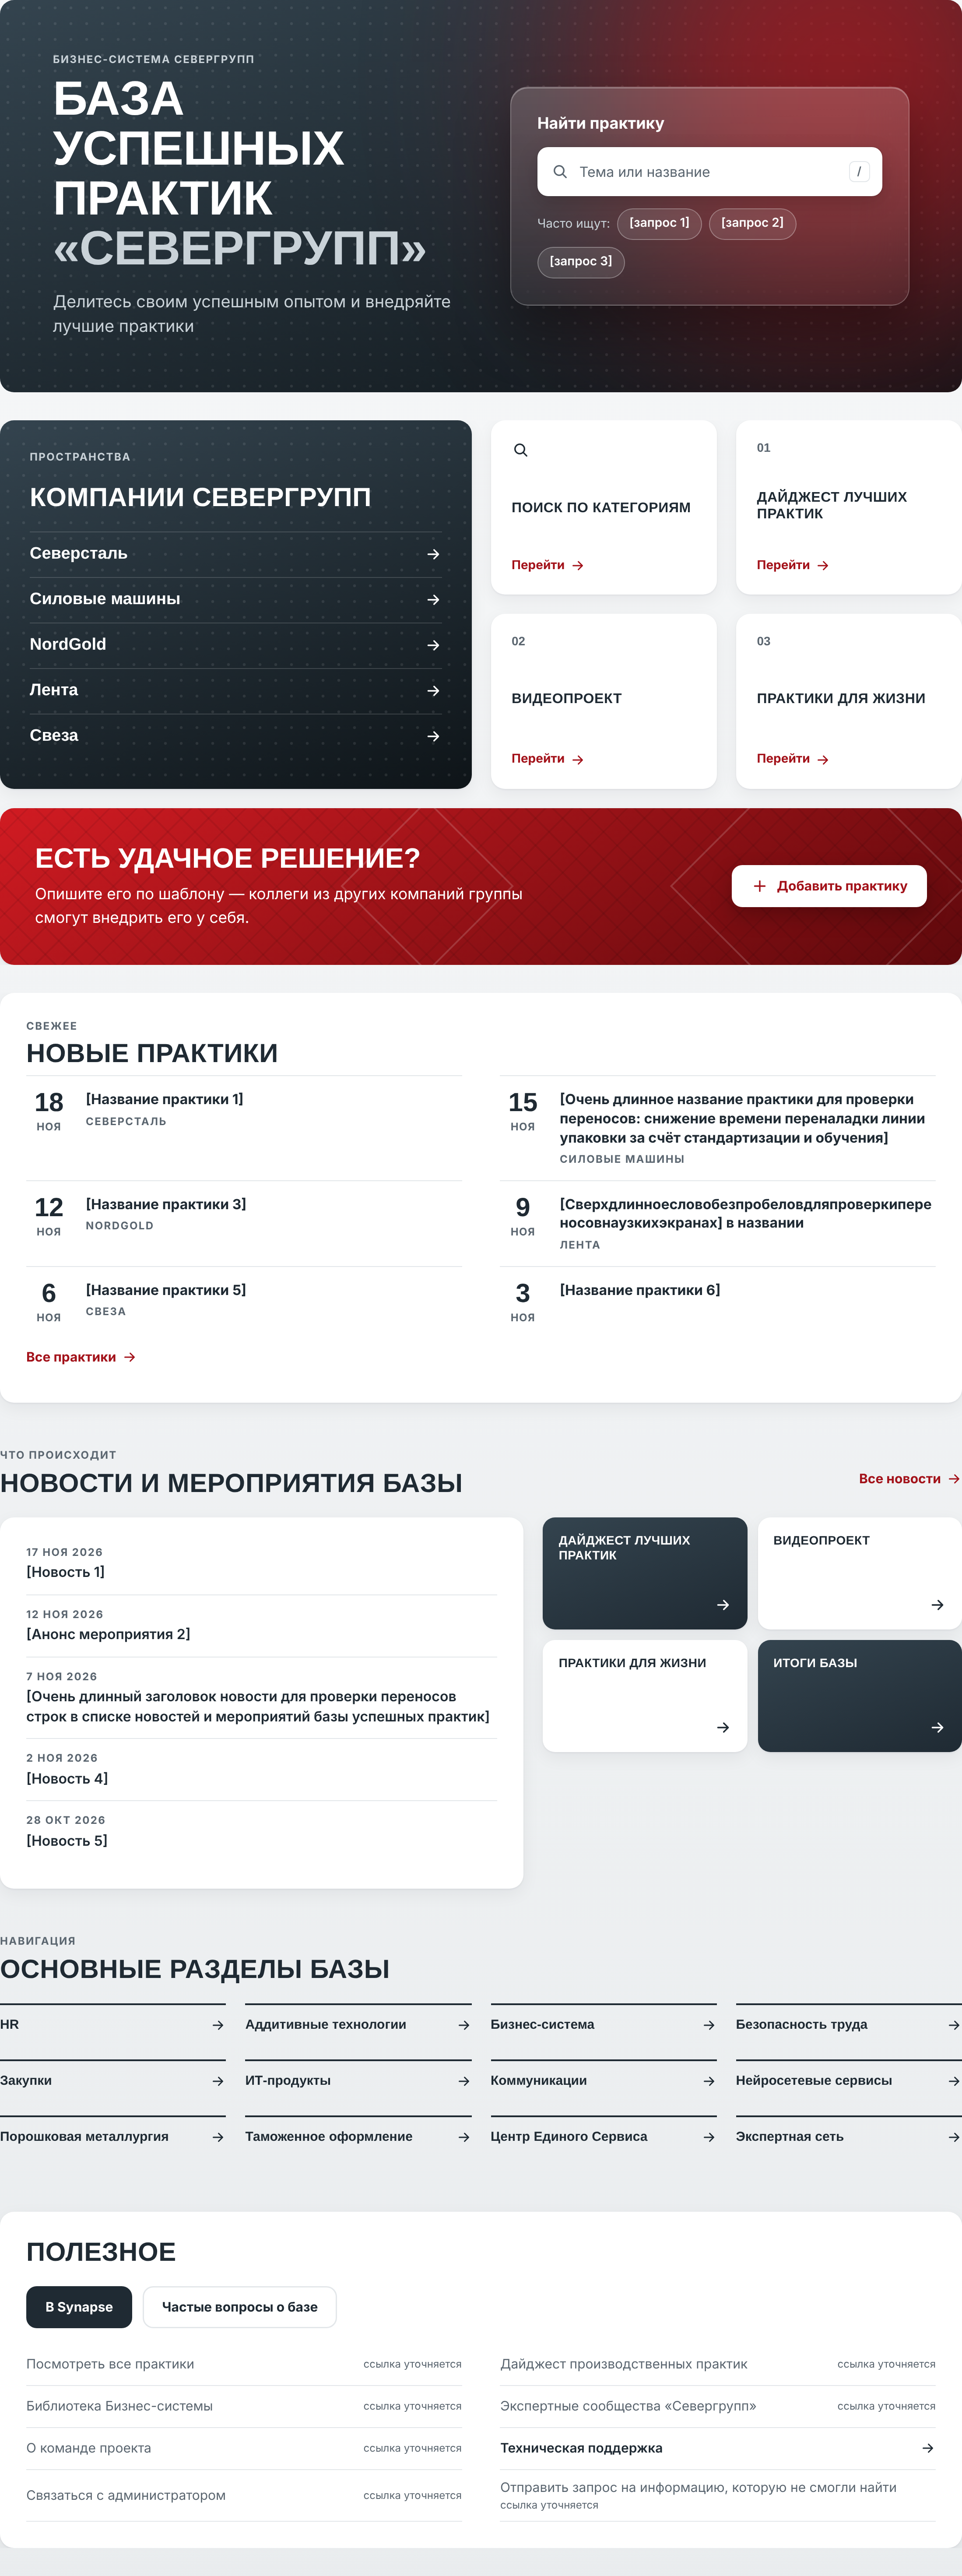 БИЗНЕС-СИСТЕМА СЕВЕРГРУПП
БАЗА
УСПЕШНЫХ
ПРАКТИК
«СЕВЕРГРУПП»
Делитесь своим успешным опытом и внедряйте
лучшие практики
Найти практику
Тема или название
/
Часто ищут: [запрос 1] [запрос 2]
[запрос 3]
ПРОСТРАНСТВА
КОМПАНИИ СЕВЕРГРУПП
Северсталь
Силовые машины
NordGold
Лента
Свеза
ПОИСК ПО КАТЕГОРИЯМ
Перейти
01
ДАЙДЖЕСТ ЛУЧШИХ
ПРАКТИК
Перейти
02
ВИДЕОПРОЕКТ
Перейти
03
ПРАКТИКИ ДЛЯ ЖИЗНИ
Перейти
ЕСТЬ УДАЧНОЕ РЕШЕНИЕ?
Опишите его по шаблону — коллеги из других компаний группы
смогут внедрить его у себя.
Добавить практику
СВЕЖЕЕ
НОВЫЕ ПРАКТИКИ
18
НОЯ
[Название практики 1]
СЕВЕРСТАЛЬ
15
НОЯ
[Очень длинное название практики для проверки
переносов: снижение времени переналадки линии
упаковки за счёт стандартизации и обучения]
СИЛОВЫЕ МАШИНЫ
12
НОЯ
[Название практики 3]
NORDGOLD
9
НОЯ
[Сверхдлинноесловобезпробеловдляпроверкипере
носовнаузкихэкранах] в названии
ЛЕНТА
6
НОЯ
[Название практики 5]
СВЕЗА
3
НОЯ
[Название практики 6]
Все практики
ЧТО ПРОИСХОДИТ
НОВОСТИ И МЕРОПРИЯТИЯ БАЗЫ
Все новости
17 НОЯ 2026
[Новость 1]
12 НОЯ 2026
[Анонс мероприятия 2]
7 НОЯ 2026
[Очень длинный заголовок новости для проверки переносов
строк в списке новостей и мероприятий базы успешных практик]
2 НОЯ 2026
[Новость 4]
28 ОКТ 2026
[Новость 5]
ДАЙДЖЕСТ ЛУЧШИХ
ПРАКТИК
ВИДЕОПРОЕКТ
ПРАКТИКИ ДЛЯ ЖИЗНИ
ИТОГИ БАЗЫ
НАВИГАЦИЯ
ОСНОВНЫЕ РАЗДЕЛЫ БАЗЫ
HR
Аддитивные технологии
Бизнес-система
Безопасность труда
Закупки
ИТ-продукты
Коммуникации
Нейросетевые сервисы
Порошковая металлургия
Таможенное оформление
Центр Единого Сервиса
Экспертная сеть
ПОЛЕЗНОЕ
В Synapse
Частые вопросы о базе
Посмотреть все практики ссылка уточняется
Дайджест производственных практик ссылка уточняется
Библиотека Бизнес-системы ссылка уточняется
Экспертные сообщества «Севергрупп» ссылка уточняется
О команде проекта ссылка уточняется
Техническая поддержка
Связаться с администратором ссылка уточняется
Отправить запрос на информацию, которую не смогли найти
ссылка уточняется